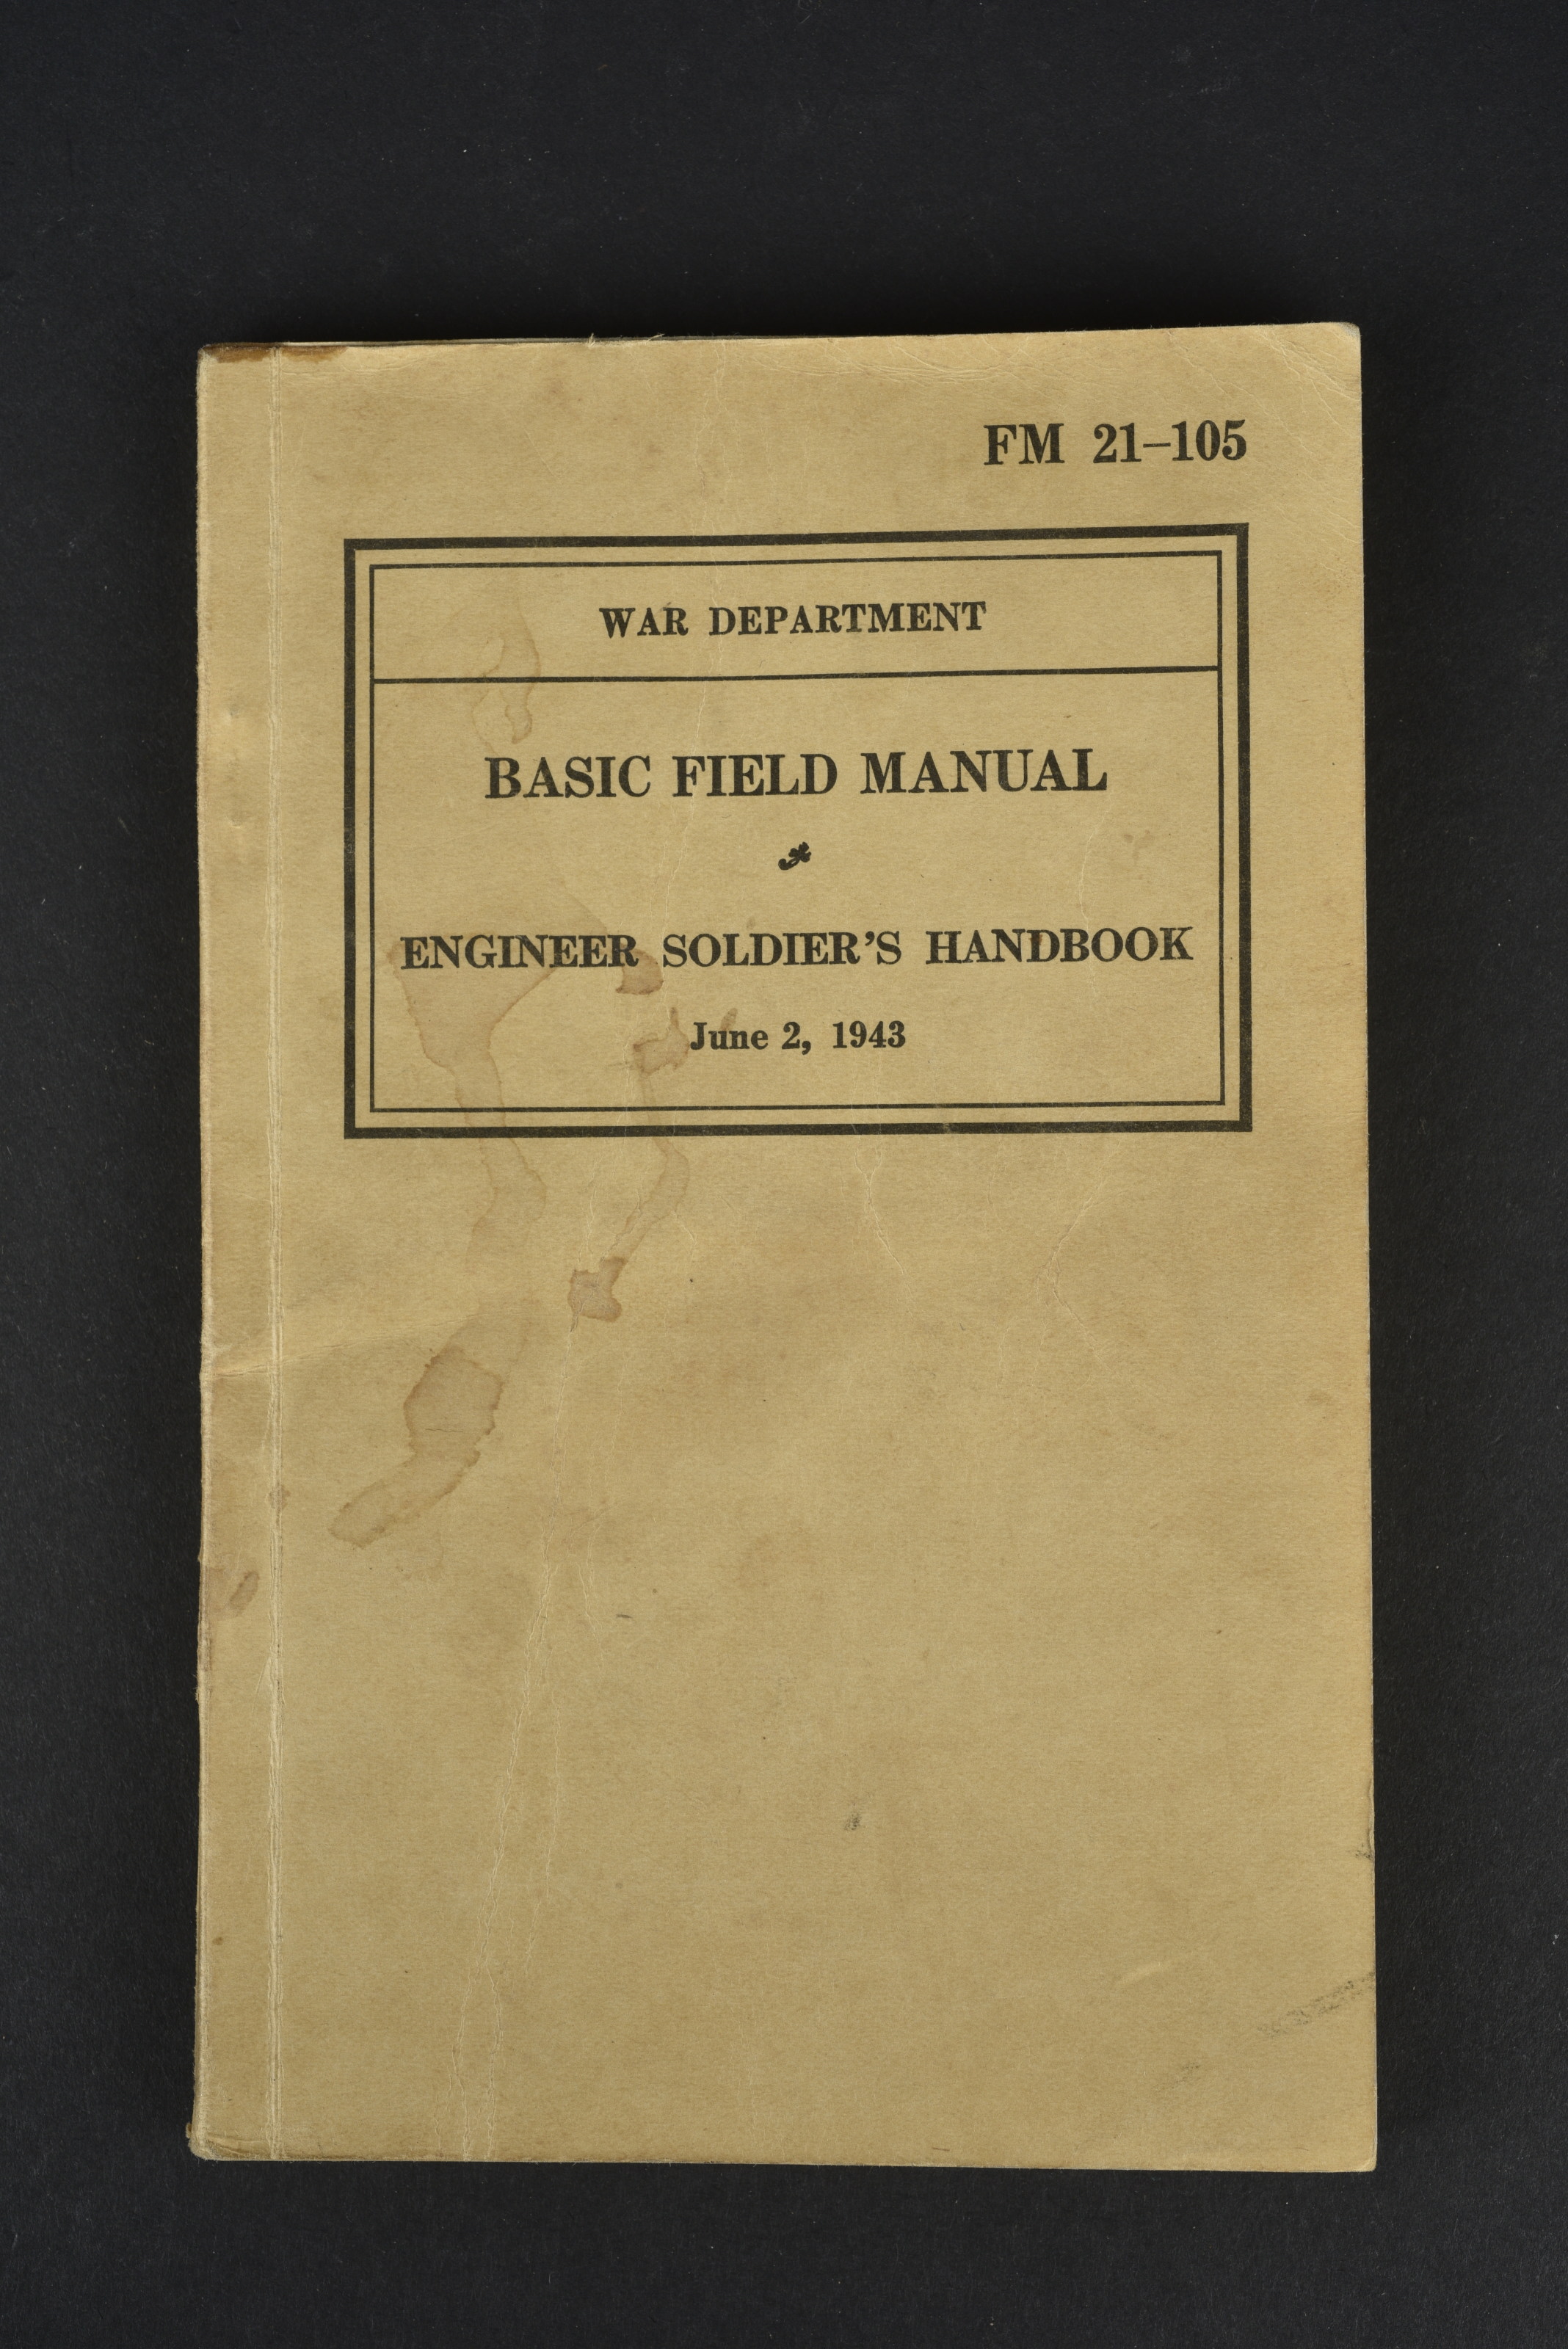 FM 21–105
WAR DEPARTMENT
BASIC FIELD MANUAL
ENGINEER SOLDIER’S HANDBOOK
June 2, 1943